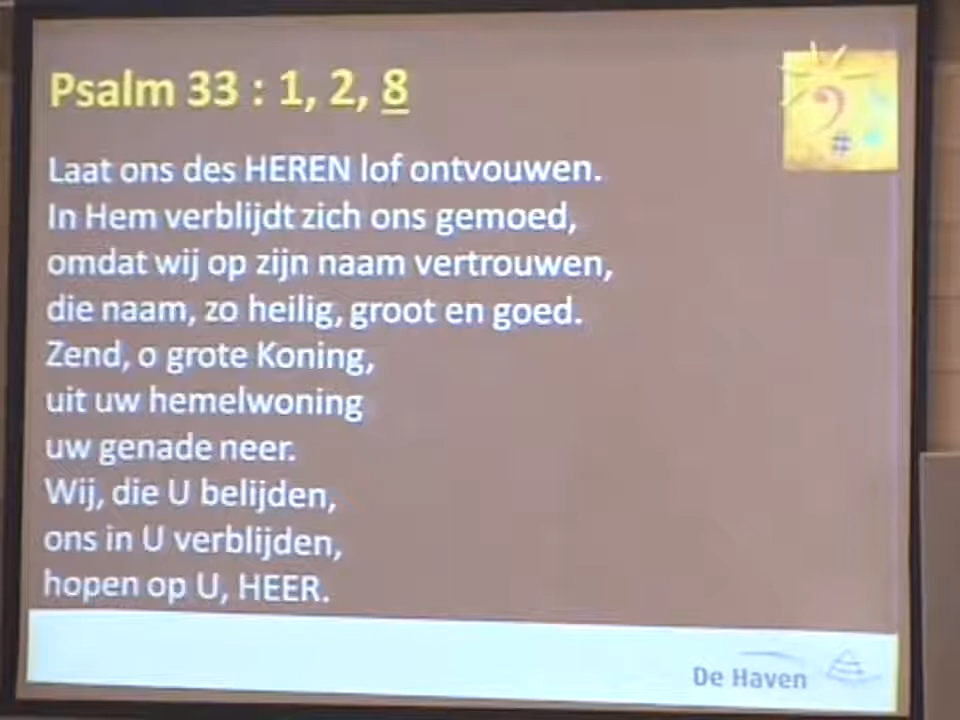 Psalm 33 : 1, 2, 8
Laat ons des HEREN lof ontvouwen.
In Hem verblijdt zich ons gemoed,
omdat wij op zijn naam vertrouwen,
die naam, zo heilig, groot en goed.
Zend, o grote Koning,
uit uw hemelwoning
uw genade neer.
Wij, die U belijden,
ons in U verblijden,
hopen op U, HEER.
De Haven